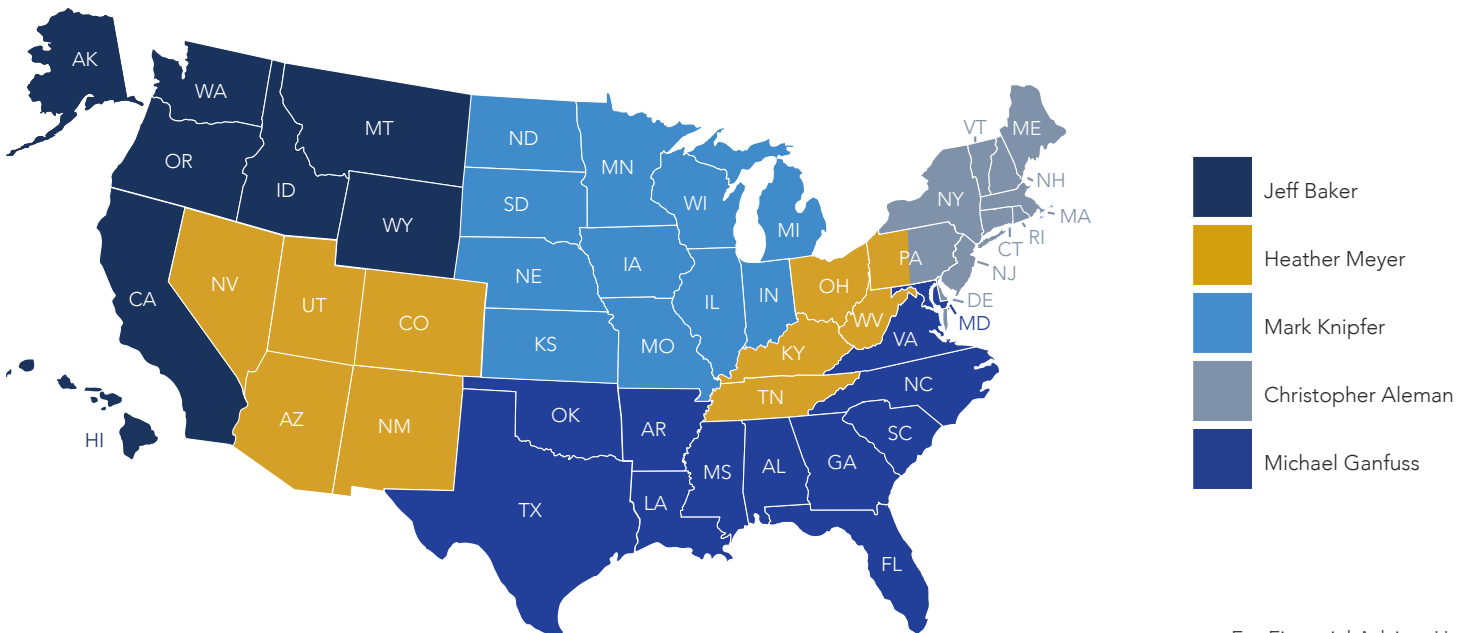 AK
WA
MT
ND
MN
VT
ME
OR
ID
SD
WI
MI
NY
NH
MA
RI
CT
WY
NE
IA
PA
NJ
DE
MD
CA
NV
UT
CO
KS
MO
IL
IN
OH
WV
KY
VA
AZ
NM
OK
AR
TN
NC
SC
HI
TX
LA
MS
AL
GA
FL
Jeff Baker
Heather Meyer
Mark Knipfer
Christopher Aleman
Michael Ganfuss